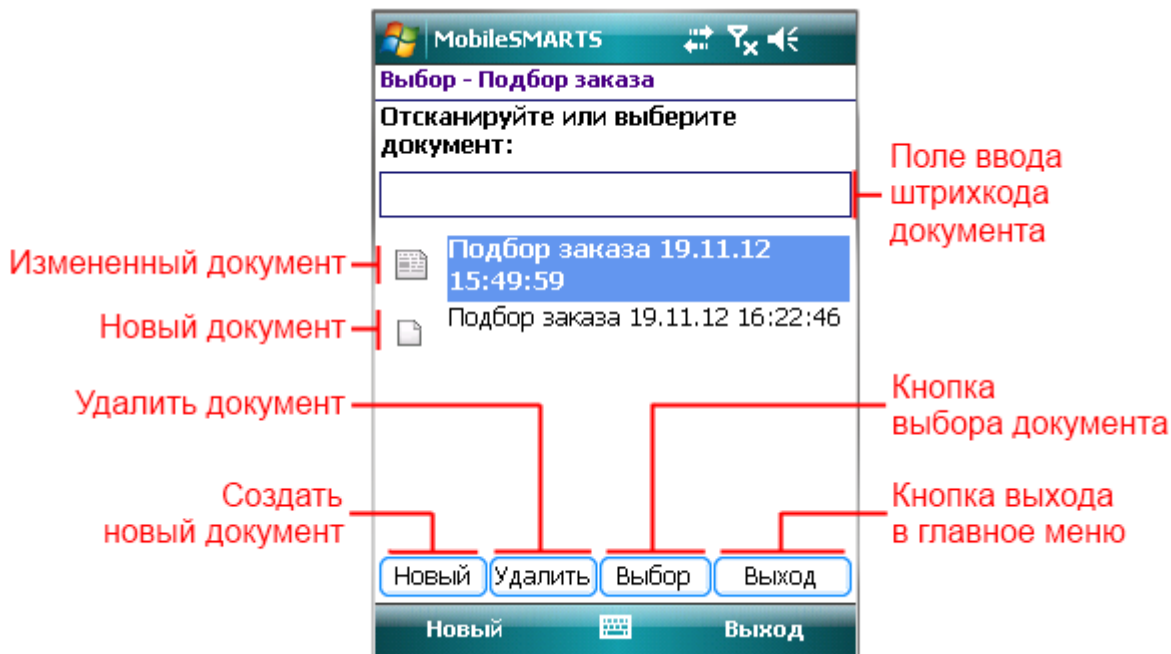 MobileSMARTS
Выбор - Подбор заказа
Отсканируйте или выберите
документ:
Поле ввода
штрихкода
документа
Измененный документ
Подбор заказа 19.11.12
15:49:59
Новый документ
Подбор заказа 19.11.12 16:22:46
Удалить документ
Кнопка
выбора документа
Создать
новый документ
Кнопка выхода
в главное меню
Новый Удалить Выбор Выход
Новый Выход